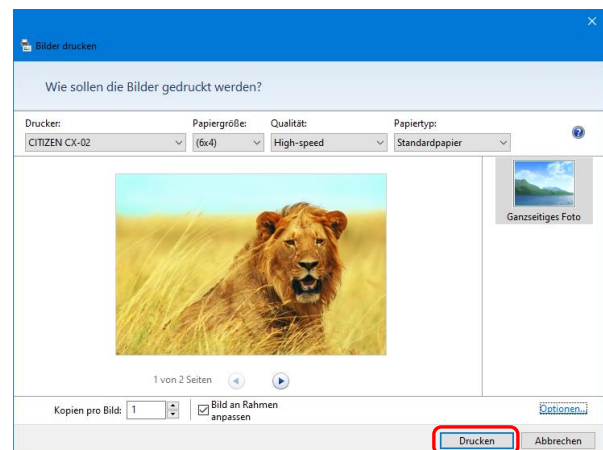 Bilder drucken
Wie sollen die Bilder gedruckt werden?
Drucker: Papiergröße: Qualität: Papiertyp:
CITIZEN CX-02 (6x4) High-speed Standardpapier
Ganzseitiges Foto
1 von 2 Seiten
Kopien pro Bild: 1 Bild an Rahmen
anpassen
Optionen...
Drucken Abbrechen